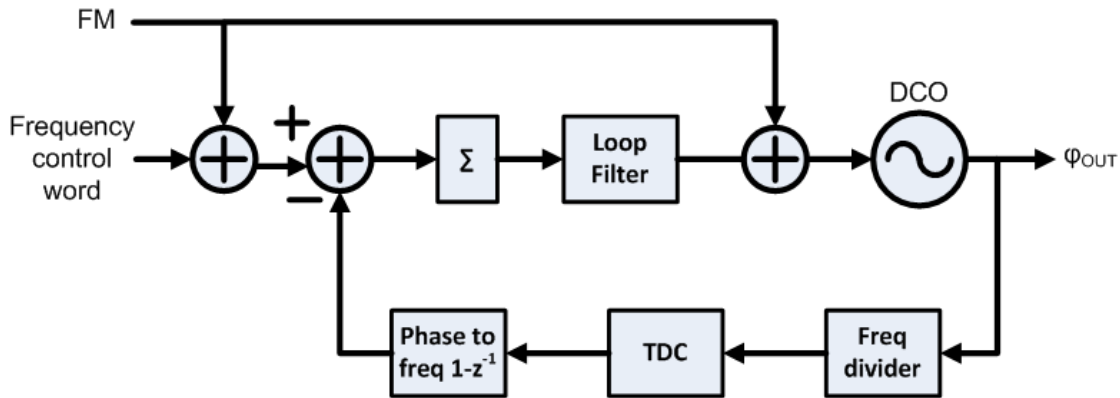 FM
DCO
Frequency
control
word
+
−
+
+
Σ
Loop
Filter
+
φOUT
Phase to
freq 1-z⁻¹
TDC
Freq
divider